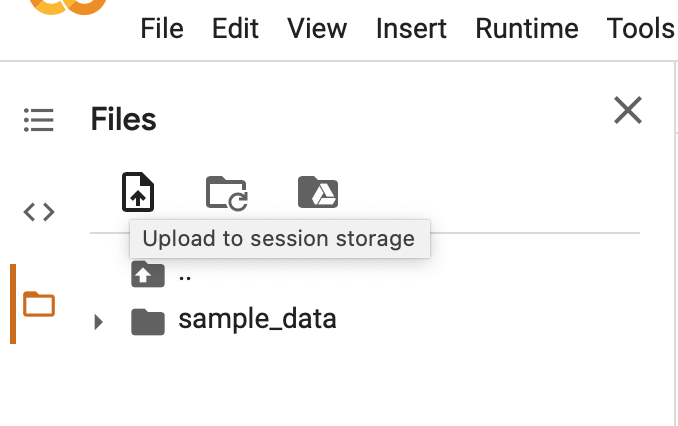 File Edit View Insert Runtime Tools
Files
Upload to session storage
..
sample_data